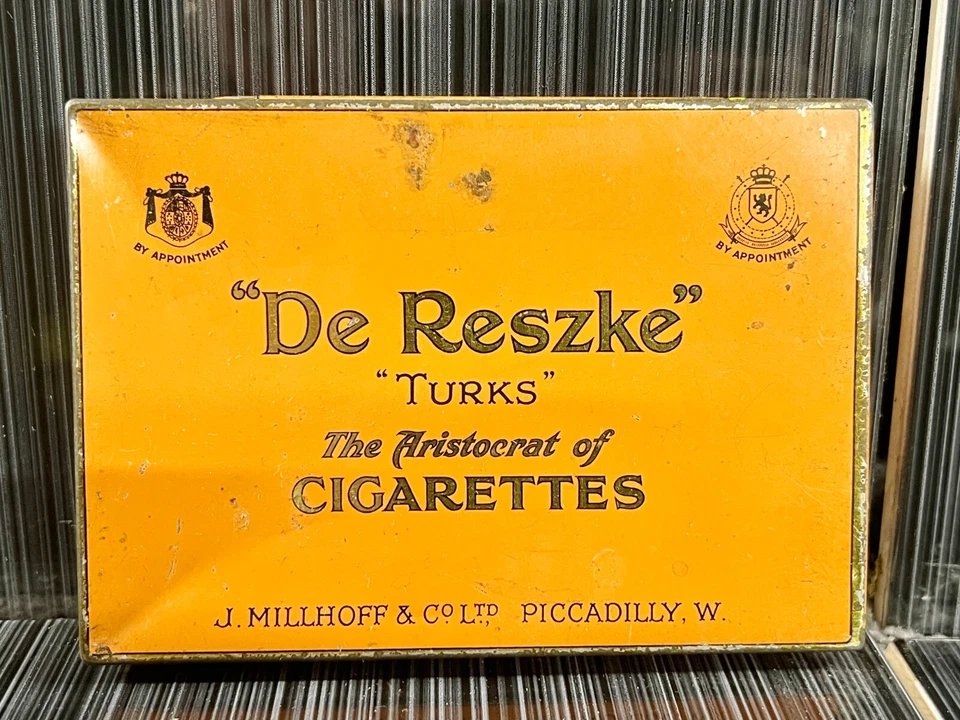 BY APPOINTMENT
BY APPOINTMENT
"De Reszke"
"TURKS"
The Aristocrat of
CIGARETTES
J. MILLHOFF & Co LTD, PICCADILLY, W.